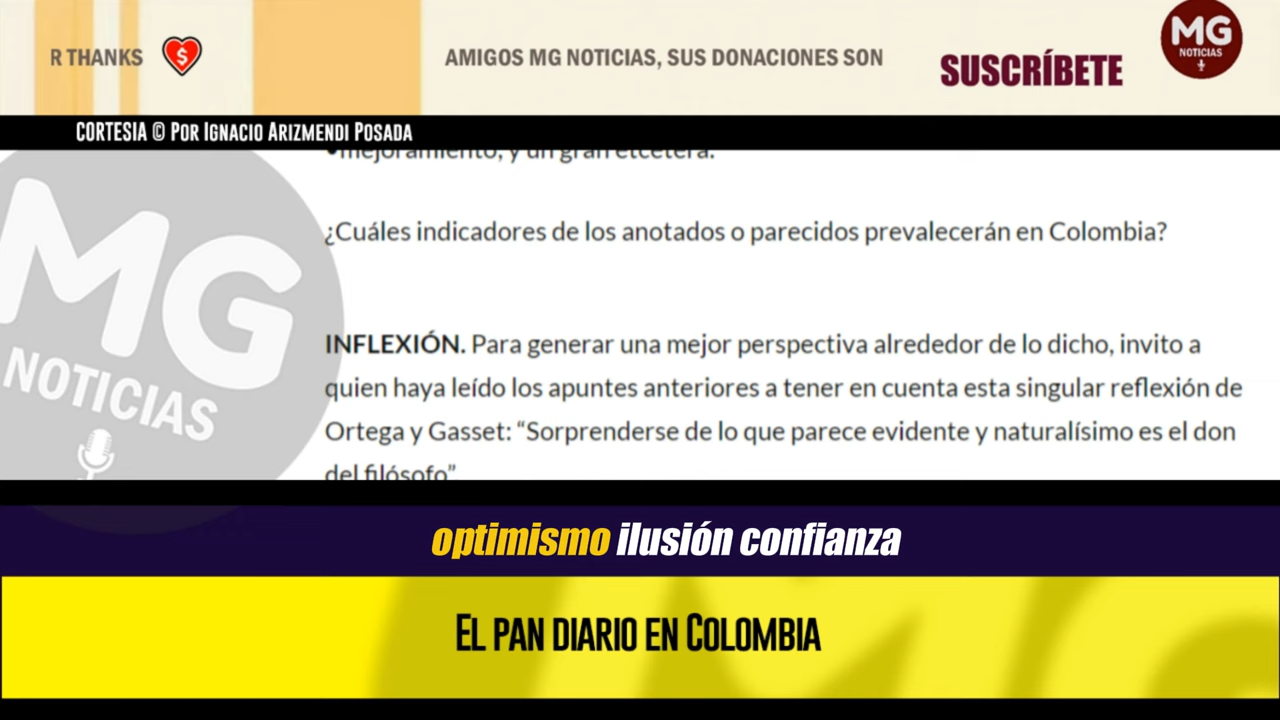 R THANKS
AMIGOS MG NOTICIAS, SUS DONACIONES SON
SUSCRÍBETE
MG
NOTICIAS
CORTESIA © Por Ignacio Arizmendi Posada
•mejoramiento, y un gran etcétera.
¿Cuáles indicadores de los anotados o parecidos prevalecerán en Colombia?
INFLEXIÓN. Para generar una mejor perspectiva alrededor de lo dicho, invito a
quien haya leído los apuntes anteriores a tener en cuenta esta singular reflexión de
Ortega y Gasset: “Sorprenderse de lo que parece evidente y naturalísimo es el don
del filósofo”.
MG
NOTICIAS
optimismo ilusión confianza
El pan diario en Colombia